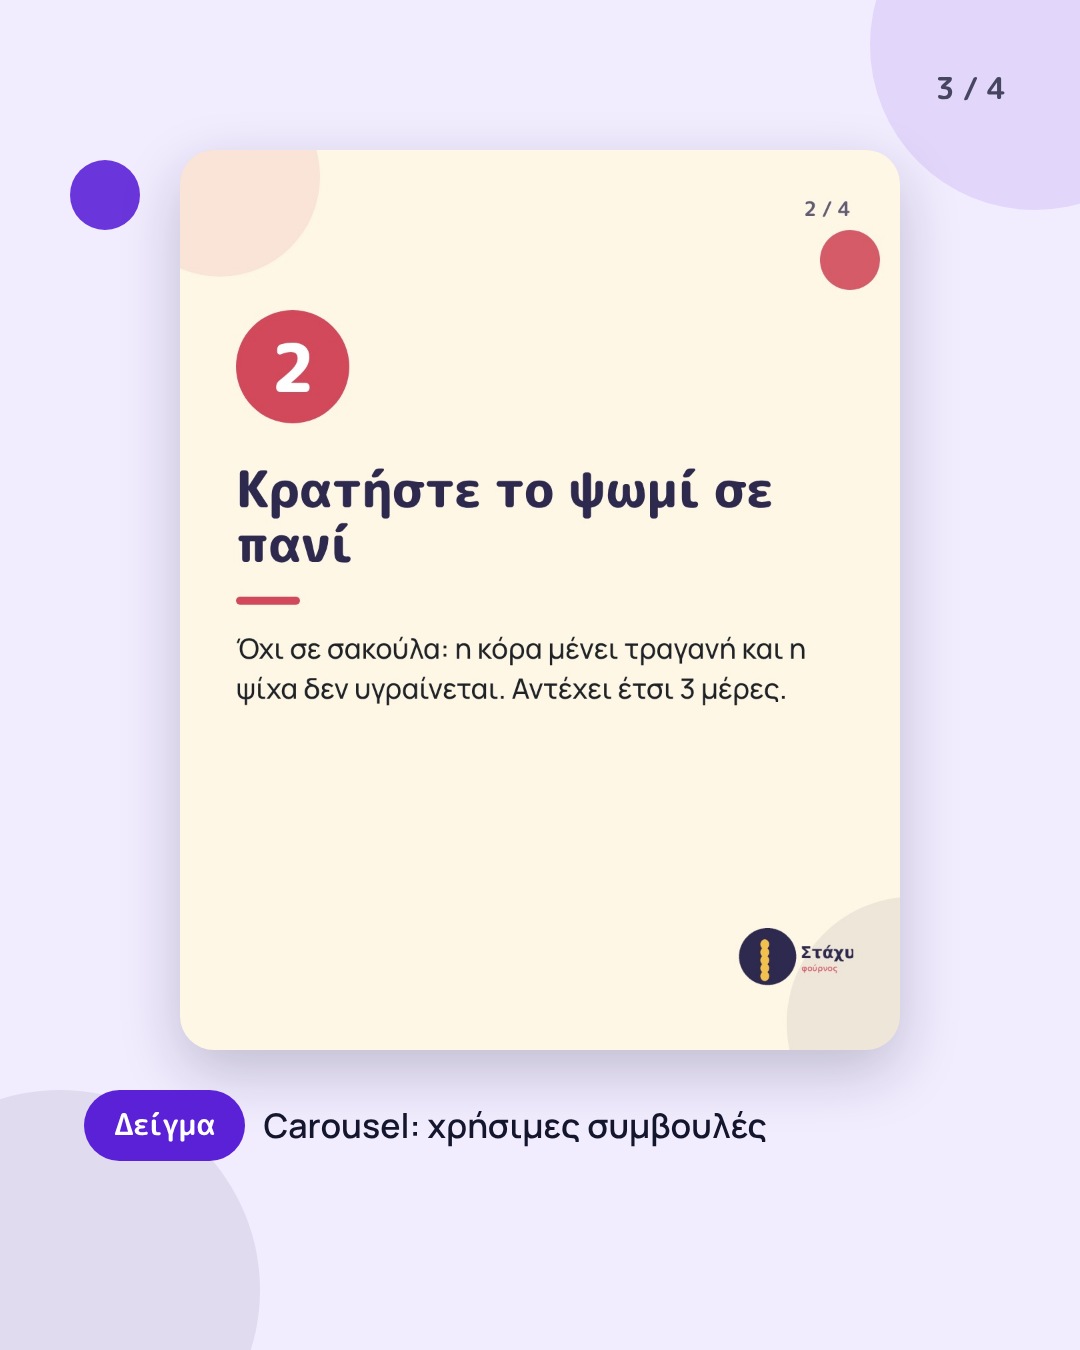 3 / 4
2 / 4
2
Κρατήστε το ψωμί σε
πανί
Όχι σε σακούλα: η κόρα μένει τραγανή και η
ψίχα δεν υγραίνεται. Αντέχει έτσι 3 μέρες.
Στάχυ
φούρνος
Δείγμα Carousel: χρήσιμες συμβουλές